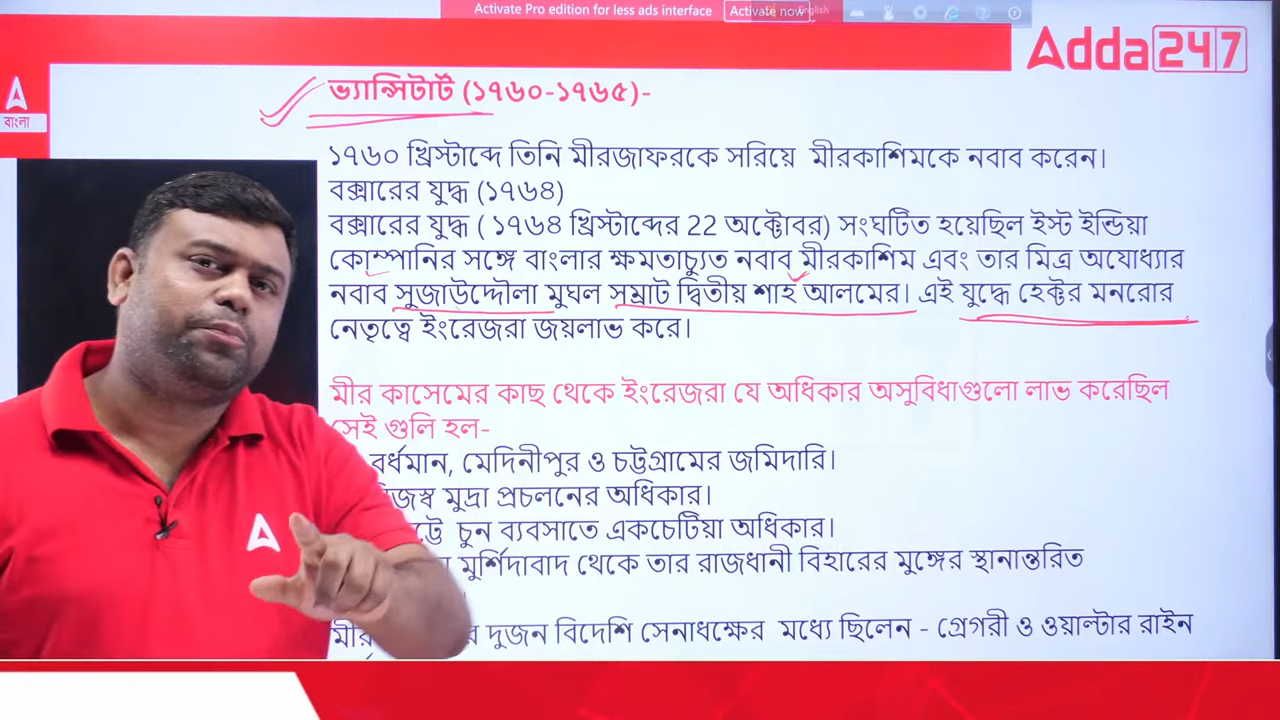 Activate Pro edition for less ads interface
Activate now
English
Adda 247
বাংলা
ভ্যান্সিটার্ট (১৭৬০-১৭৬৫)-
১৭৬০ খ্রিস্টাব্দে তিনি মীরজাফরকে সরিয়ে মীরকাশিমকে নবাব করেন।
বক্সারের যুদ্ধ (১৭৬৪)
বক্সারের যুদ্ধ ( ১৭৬৪ খ্রিস্টাব্দের 22 অক্টোবর) সংঘটিত হয়েছিল ইস্ট ইন্ডিয়া
কোম্পানির সঙ্গে বাংলার ক্ষমতাচ্যুত নবাব মীরকাশিম এবং তার মিত্র অযোধ্যার
নবাব সুজাউদ্দৌলা মুঘল সম্রাট দ্বিতীয় শাহ আলমের। এই যুদ্ধে হেক্টর মনরোর
নেতৃত্বে ইংরেজরা জয়লাভ করে।
মীর কাসেমের কাছ থেকে ইংরেজরা যে অধিকার অসুবিধাগুলো লাভ করেছিল
সেই গুলি হল-
বর্ধমান, মেদিনীপুর ও চট্টগ্রামের জমিদারি।
মুদ্রা প্রচলনের অধিকার।
চুন ব্যবসাতে একচেটিয়া অধিকার।
মুর্শিদাবাদ থেকে তার রাজধানী বিহারের মুঙ্গের স্থানান্তরিত
দুজন বিদেশি সেনাধক্ষের মধ্যে ছিলেন - গ্রেগরী ও ওয়াল্টার রাইন